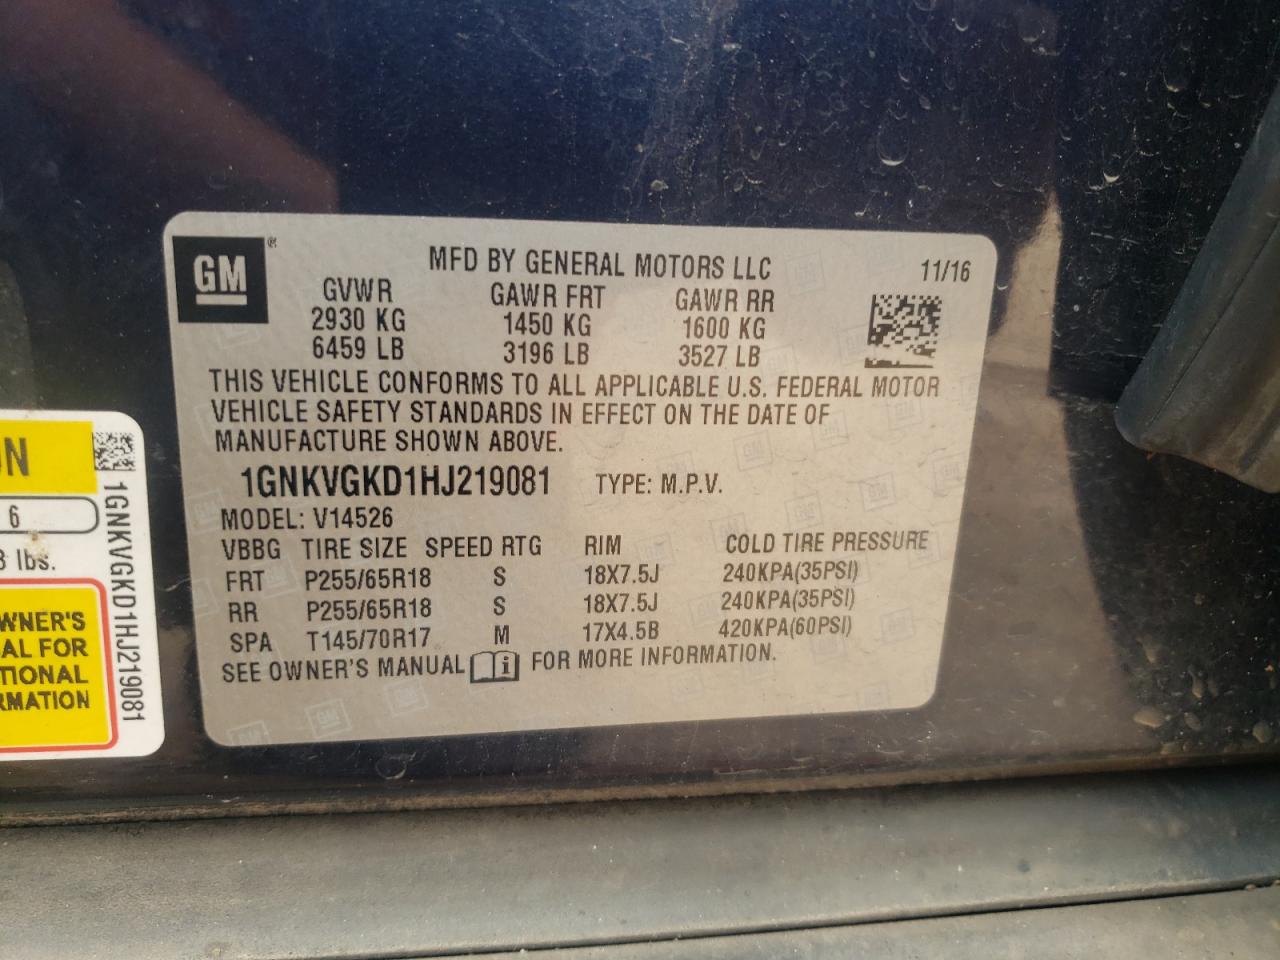 GM ®
MFD BY GENERAL MOTORS LLC 11/16
GVWR GAWR FRT GAWR RR
2930 KG 1450 KG 1600 KG
6459 LB 3196 LB 3527 LB
THIS VEHICLE CONFORMS TO ALL APPLICABLE U.S. FEDERAL MOTOR
VEHICLE SAFETY STANDARDS IN EFFECT ON THE DATE OF
MANUFACTURE SHOWN ABOVE.
1GNKVGKD1HJ219081 TYPE: M.P.V.
MODEL: V14526
VBBG TIRE SIZE SPEED RTG RIM COLD TIRE PRESSURE
FRT P255/65R18 S 18X7.5J 240KPA(35PSI)
RR P255/65R18 S 18X7.5J 240KPA(35PSI)
SPA T145/70R17 M 17X4.5B 420KPA(60PSI)
SEE OWNER'S MANUAL i FOR MORE INFORMATION.
6
lbs.
1GNKVGKD1HJ219081